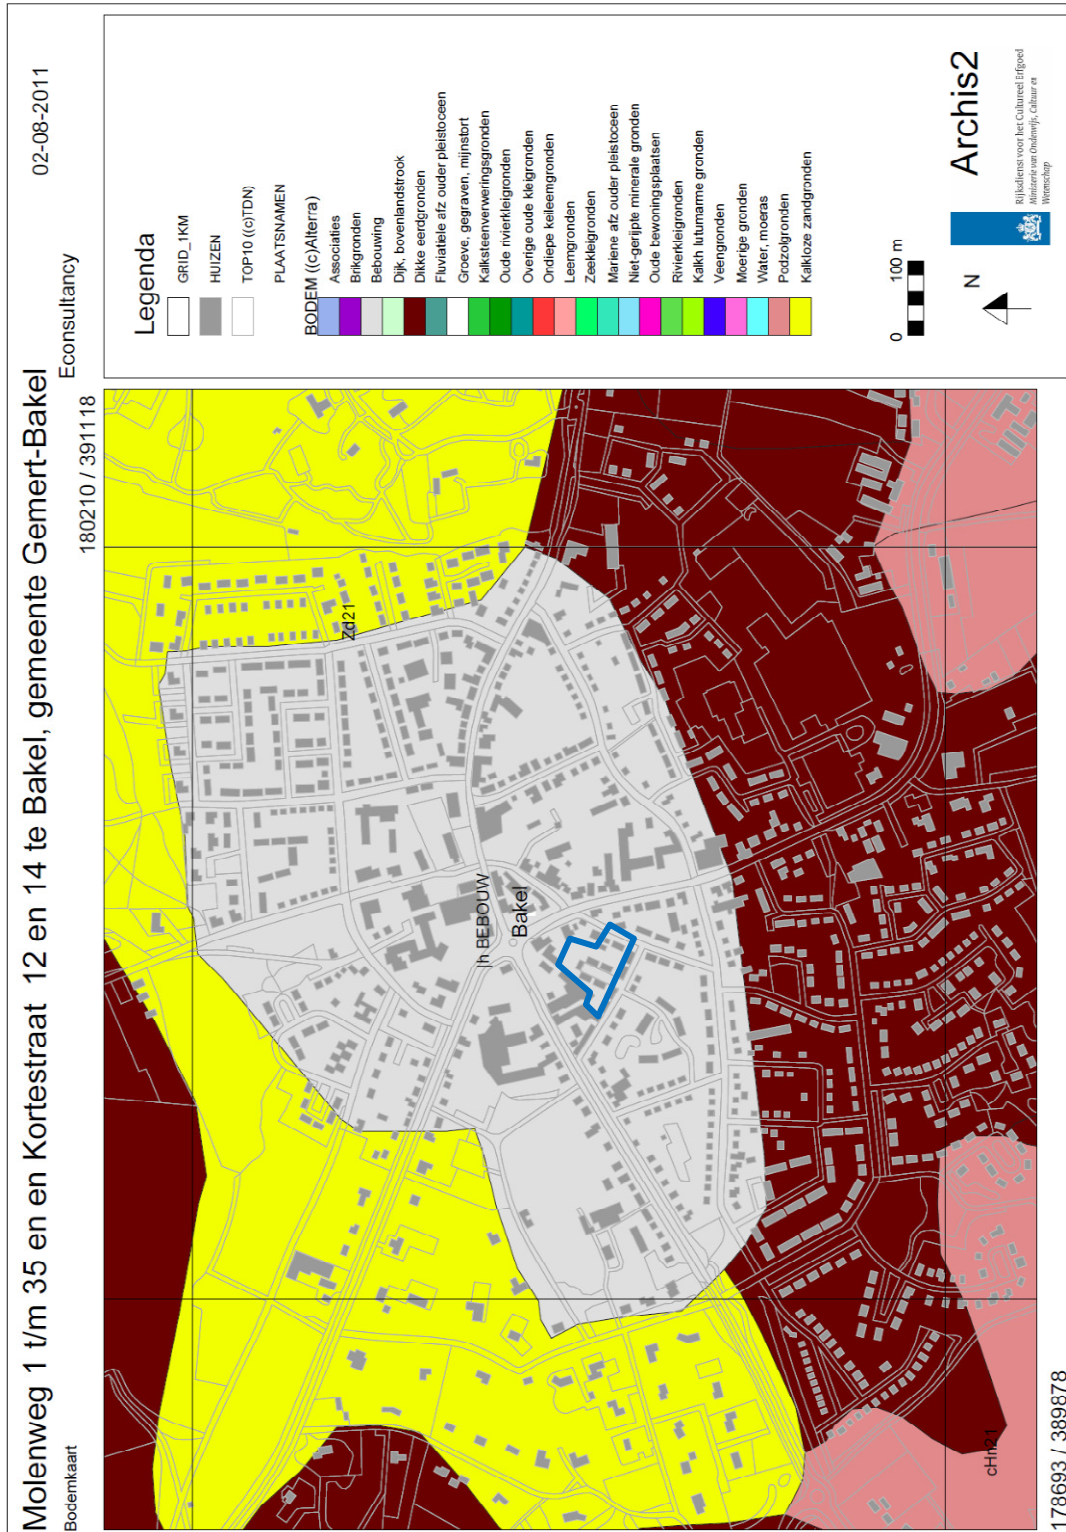 Molenweg 1 t/m 35 en en Kortestraat 12 en 14 te Bakel, gemeente Gemert-Bakel
Bodemkaart
Econsultancy
02-08-2011
180210 / 391118
178693 / 389878
Zd21
|h BEBOUW
Bakel
cHn21
Legenda
GRID_1KM
HUIZEN
TOP10 ((c)TDN)
PLAATSNAMEN
BODEM ((c)Alterra)
Associaties
Brikgronden
Bebouwing
Dijk, bovenlandstrook
Dikke eerdgronden
Fluviatiele afz ouder pleistoceen
Groeve, gegraven, mijnstort
Kalksteenverweringsgronden
Oude rivierkleigronden
Overige oude kleigronden
Ondiepe keileemgronden
Leemgronden
Zeekleigronden
Mariene afz ouder pleistoceen
Niet-gerijpte minerale gronden
Oude bewoningsplaatsen
Rivierkleigronden
Kalkh lutumarme gronden
Veengronden
Moerige gronden
Water, moeras
Podzolgronden
Kalkloze zandgronden
0
100 m
N
Archis2
Rijksdienst voor het Cultureel Erfgoed
Ministerie van Onderwijs, Cultuur en
Wetenschap